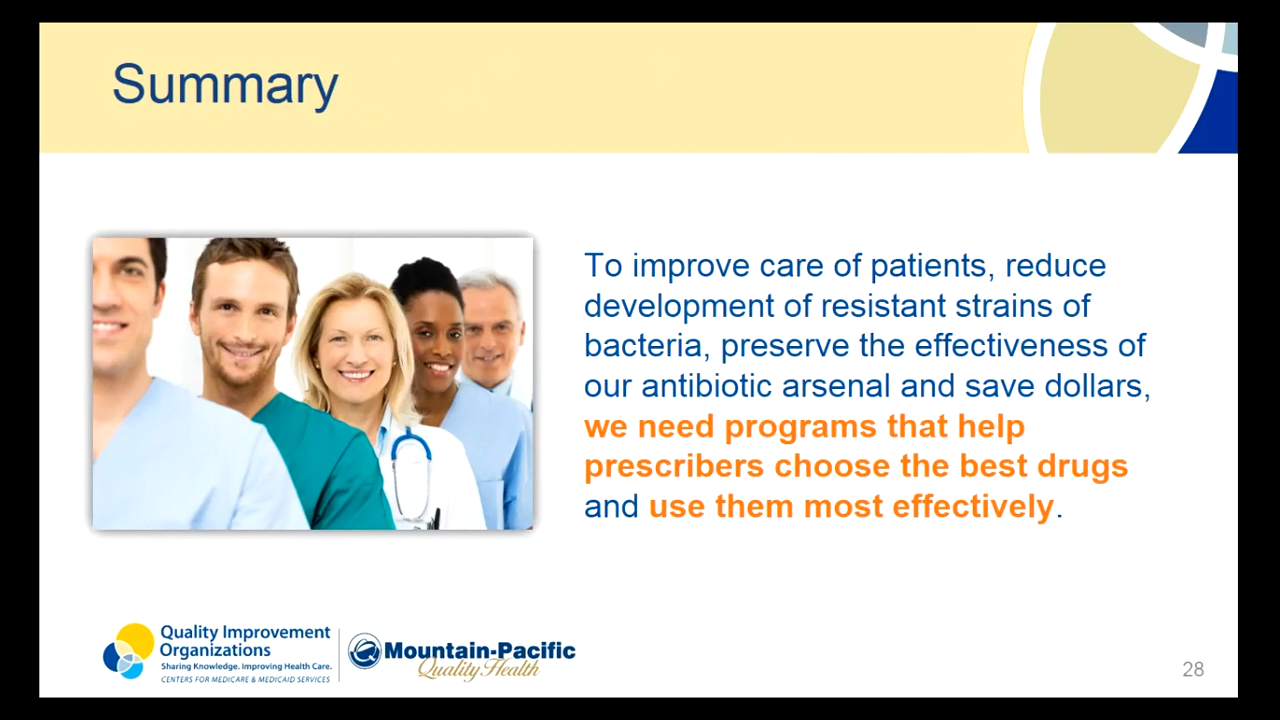 Summary
To improve care of patients, reduce
development of resistant strains of
bacteria, preserve the effectiveness of
our antibiotic arsenal and save dollars,
we need programs that help
prescribers choose the best drugs
and use them most effectively.
Quality Improvement
Organizations
Sharing Knowledge. Improving Health Care.
CENTERS FOR MEDICARE & MEDICAID SERVICES
Mountain-Pacific
Quality Health
28